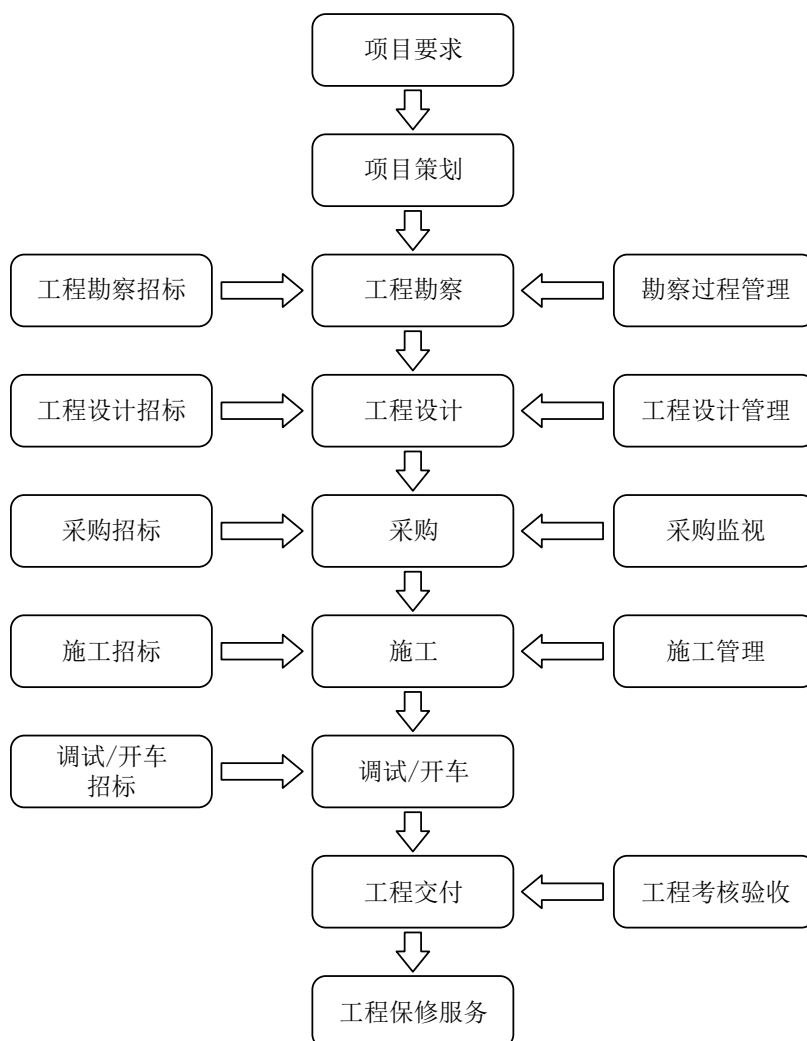 项目要求
项目策划
工程勘察招标
工程勘察
勘察过程管理
工程设计招标
工程设计
工程设计管理
采购招标
采购
采购监视
施工招标
施工
施工管理
调试/开车
招标
调试/开车
工程交付
工程考核验收
工程保修服务